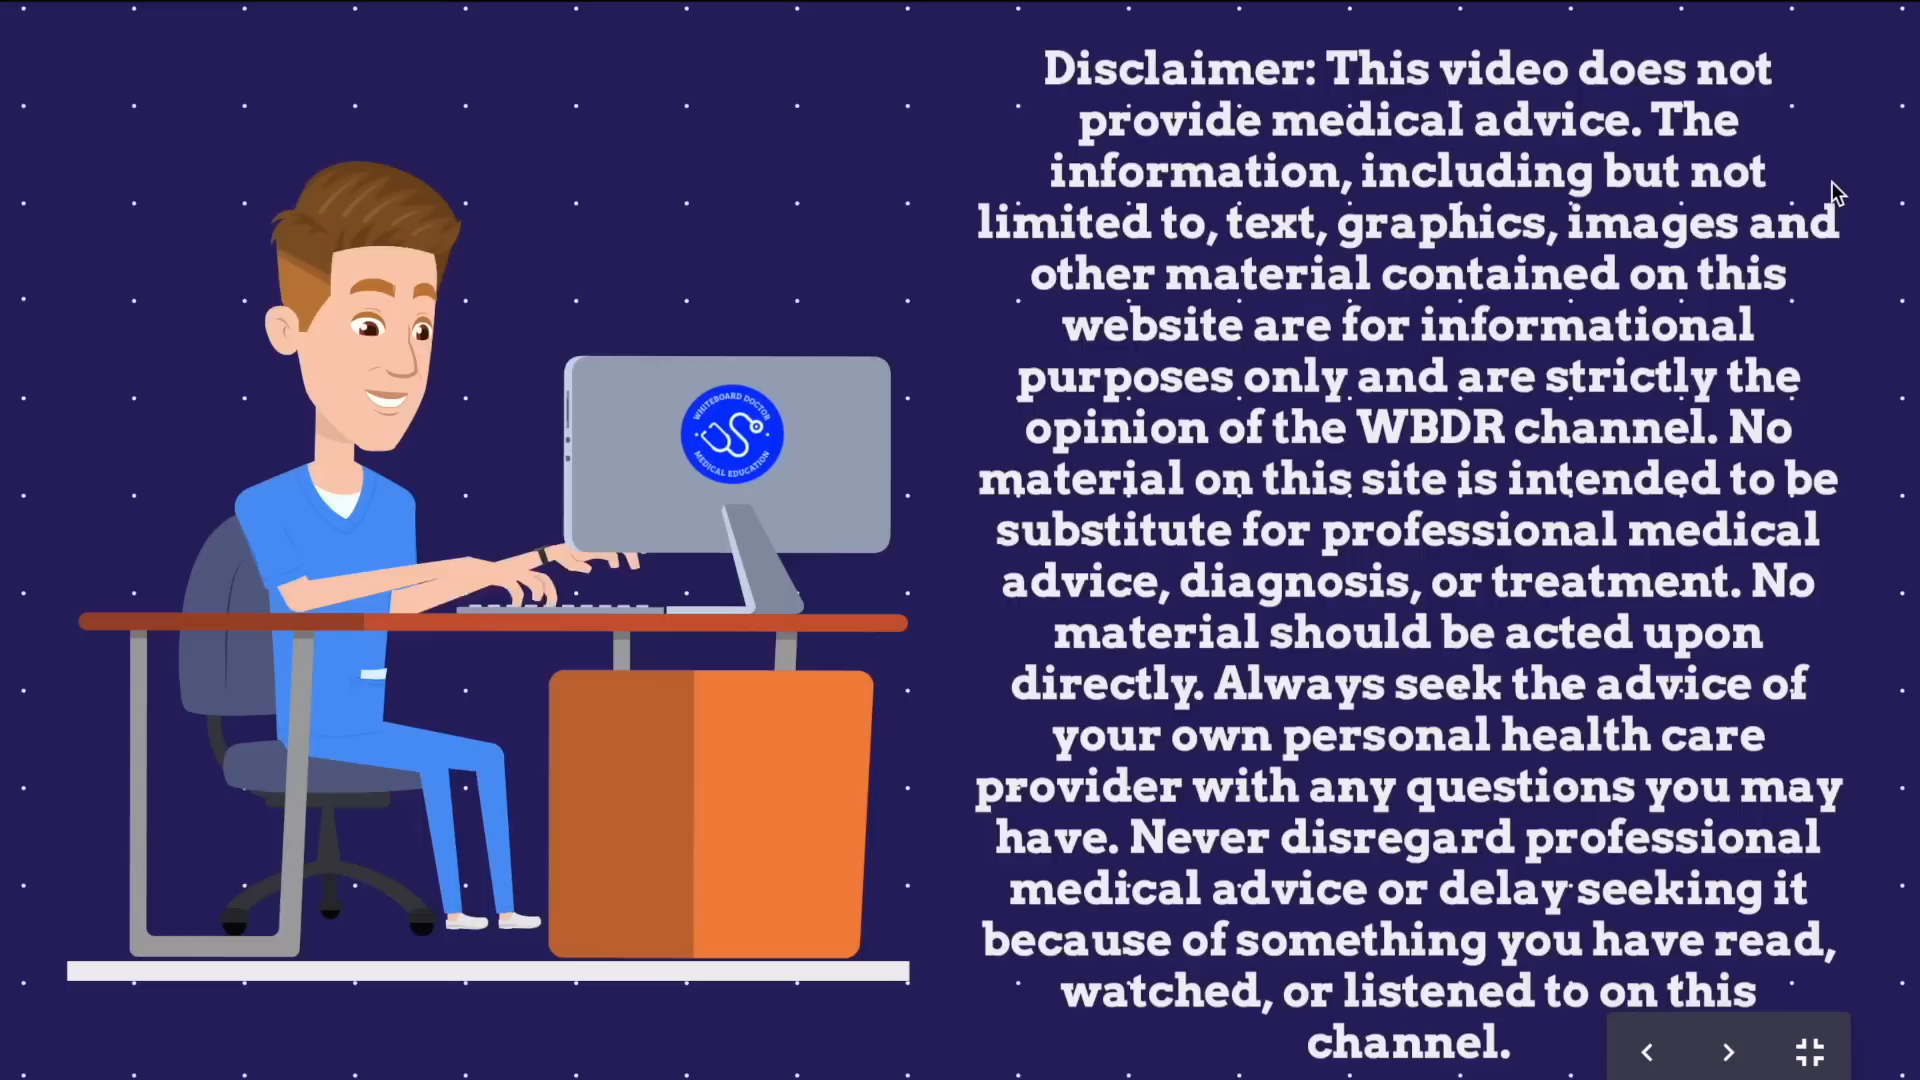 Disclaimer: This video does not
provide medical advice. The
information, including but not
limited to, text, graphics, images and
other material contained on this
website are for informational
purposes only and are strictly the
opinion of the WBDR channel. No
material on this site is intended to be
substitute for professional medical
advice, diagnosis, or treatment. No
material should be acted upon
directly. Always seek the advice of
your own personal health care
provider with any questions you may
have. Never disregard professional
medical advice or delay seeking it
because of something you have read,
watched, or listened to on this
channel.
WHITEBOARD DOCTOR
MEDICAL EDUCATION